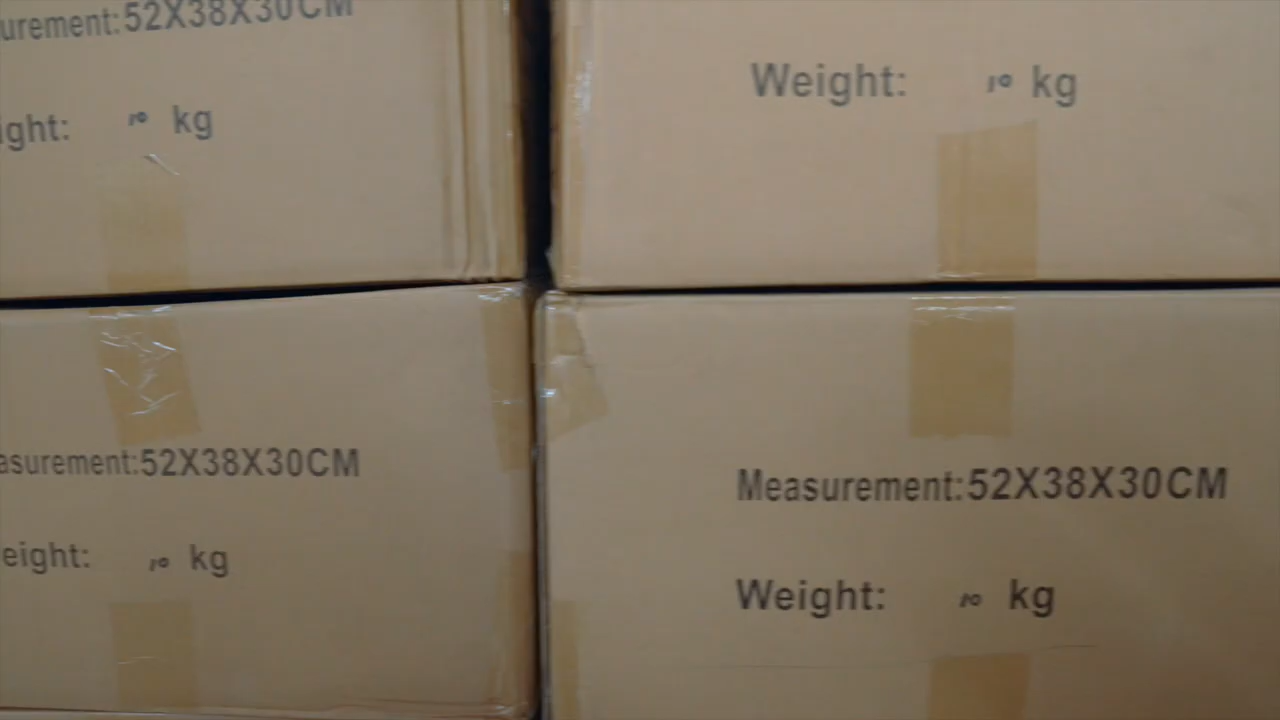 urement:52X38X30CM
ight: 10 kg
Weight: 10 kg
asurement:52X38X30CM
eight: 10 kg
Measurement:52X38X30CM
Weight: 10 kg